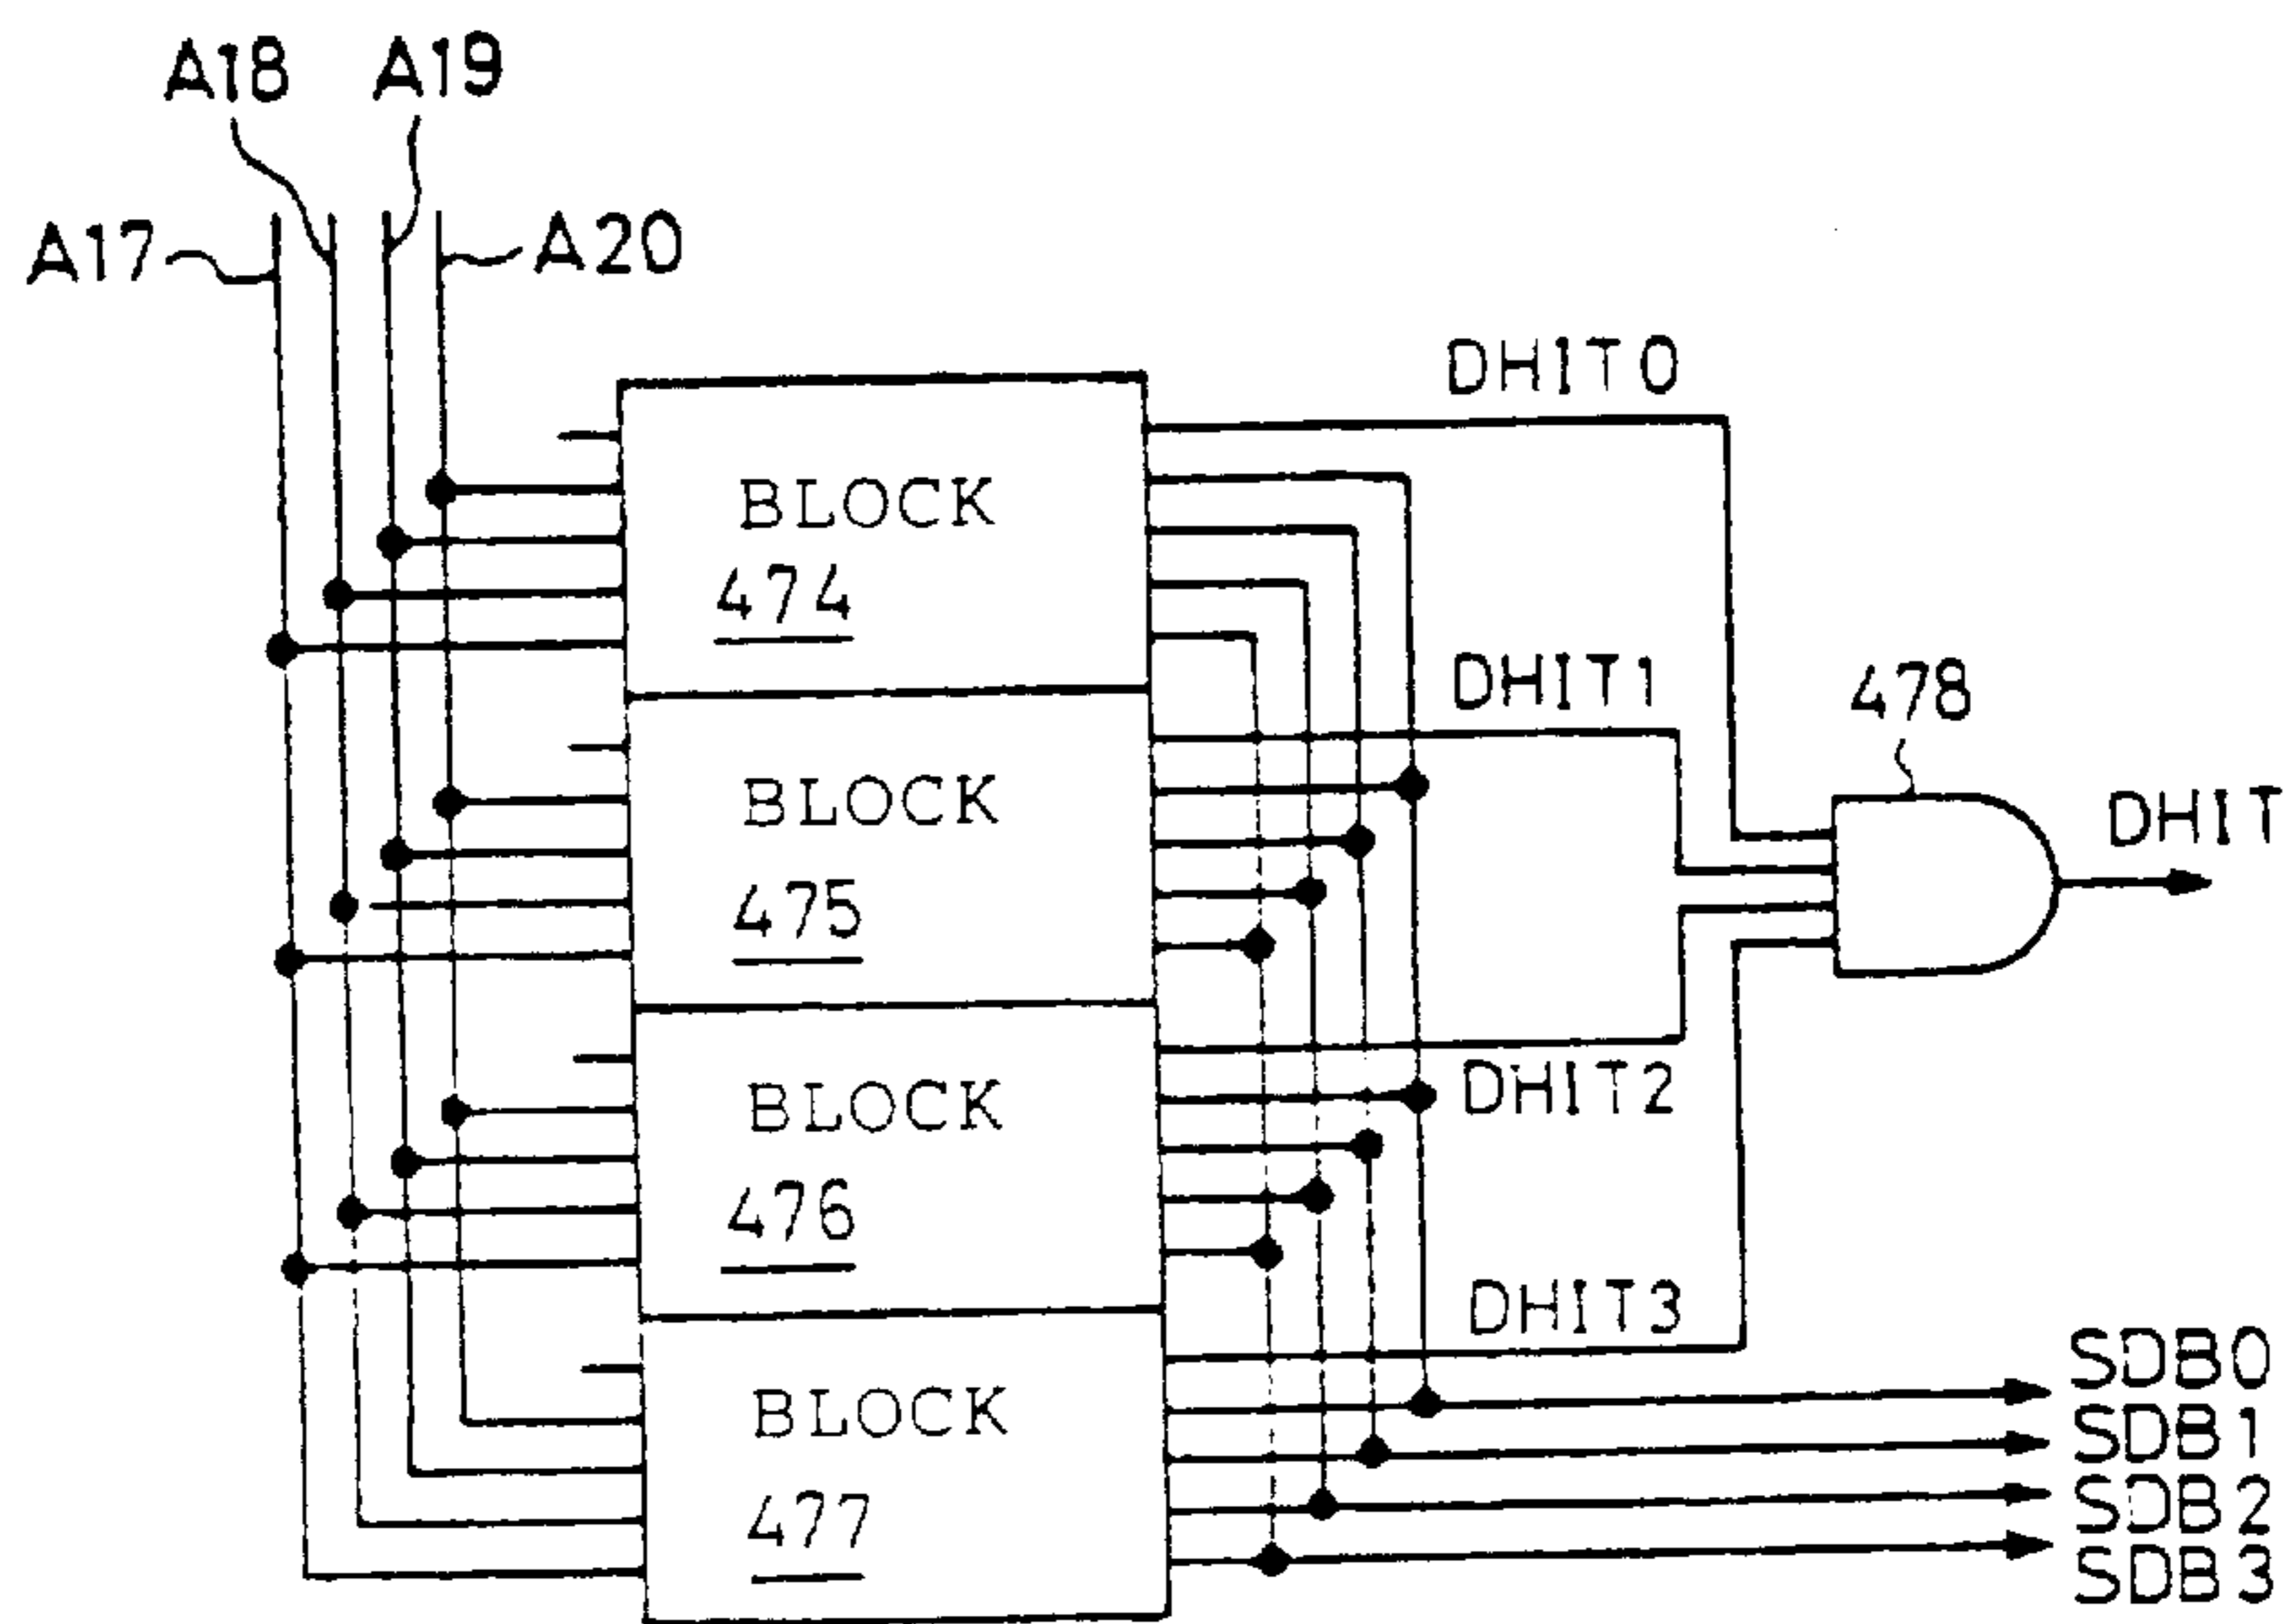 A18 A19
A17 A20
DHIT0
BLOCK
474
DHIT1
478
BLOCK
DHIT
475
DHIT2
BLOCK
476
DHIT3
SDB0
BLOCK
SDB1
SDB2
477
SDB3